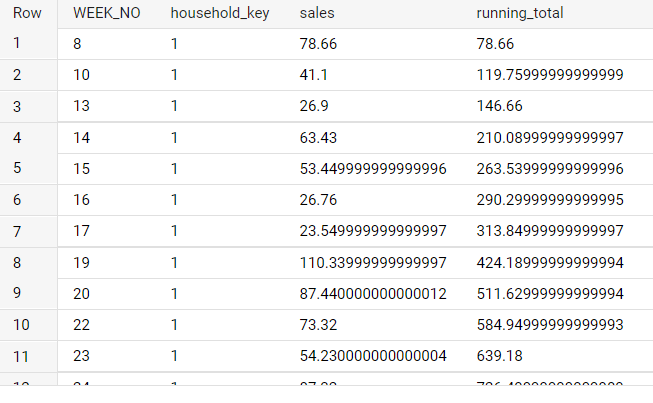 Row WEEK_NO household_key sales running_total
1 8 1 78.66 78.66
2 10 1 41.1 119.75999999999999
3 13 1 26.9 146.66
4 14 1 63.43 210.08999999999997
5 15 1 53.449999999999996 263.53999999999996
6 16 1 26.76 290.29999999999995
7 17 1 23.549999999999997 313.84999999999997
8 19 1 110.33999999999997 424.18999999999994
9 20 1 87.440000000000012 511.62999999999994
10 22 1 73.32 584.94999999999993
11 23 1 54.230000000000004 639.18